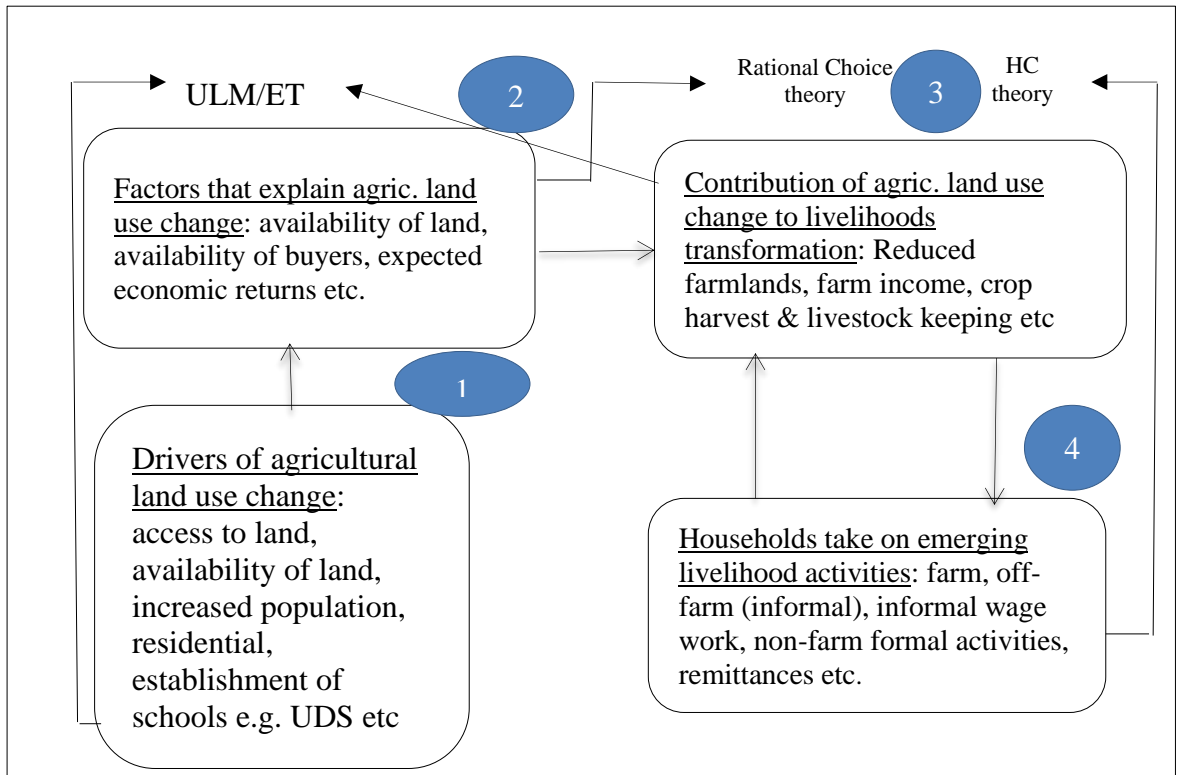 ULM/ET
2
Rational Choice
theory
3
HC
theory
Factors that explain agric. land
use change: availability of land,
availability of buyers, expected
economic returns etc.
Contribution of agric. land use
change to livelihoods
transformation: Reduced
farmlands, farm income, crop
harvest & livestock keeping etc
1
Drivers of agricultural
land use change:
access to land,
availability of land,
increased population,
residential,
establishment of
schools e.g. UDS etc
4
Households take on emerging
livelihood activities: farm, off-
farm (informal), informal wage
work, non-farm formal activities,
remittances etc.